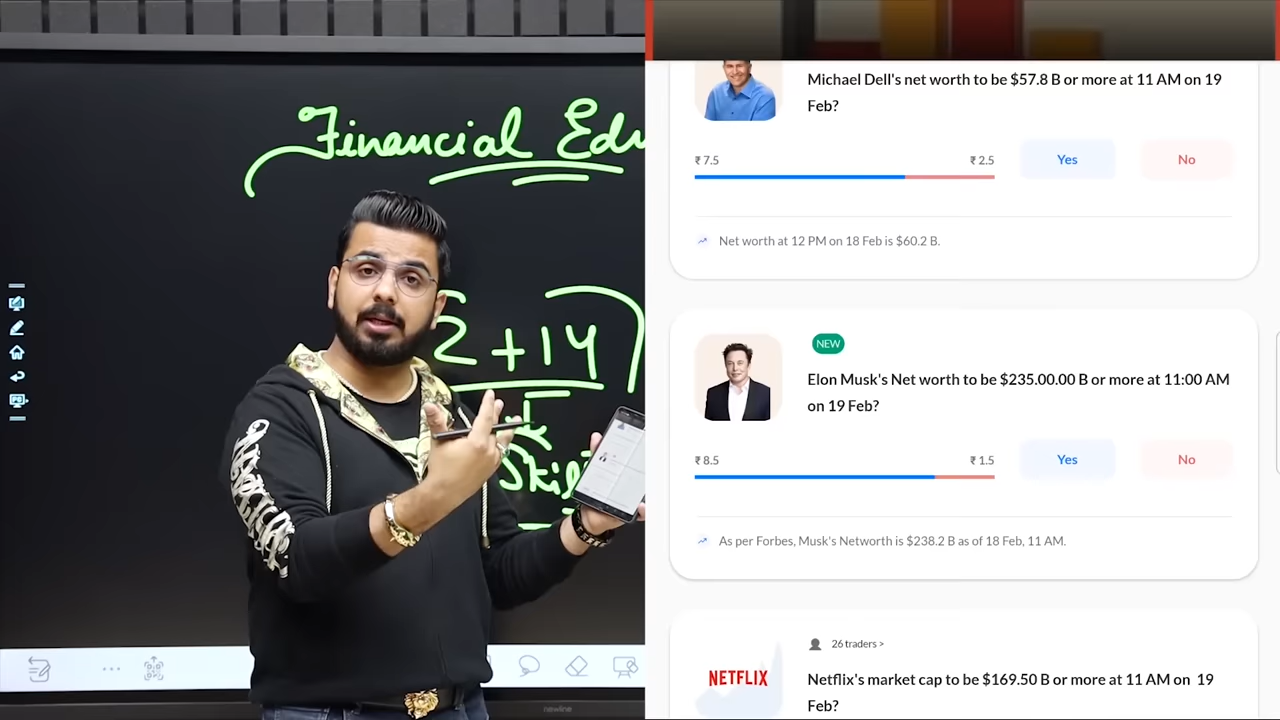 Financial Edu
2 + 14
Skil
newline
Michael Dell's net worth to be $57.8 B or more at 11 AM on 19
Feb?
₹ 7.5
₹ 2.5
Yes
No
Net worth at 12 PM on 18 Feb is $60.2 B.
NEW
Elon Musk's Net worth to be $235.00.00 B or more at 11:00 AM
on 19 Feb?
₹ 8.5
₹ 1.5
Yes
No
As per Forbes, Musk's Networth is $238.2 B as of 18 Feb, 11 AM.
26 traders >
NETFLIX
Netflix's market cap to be $169.50 B or more at 11 AM on 19
Feb?